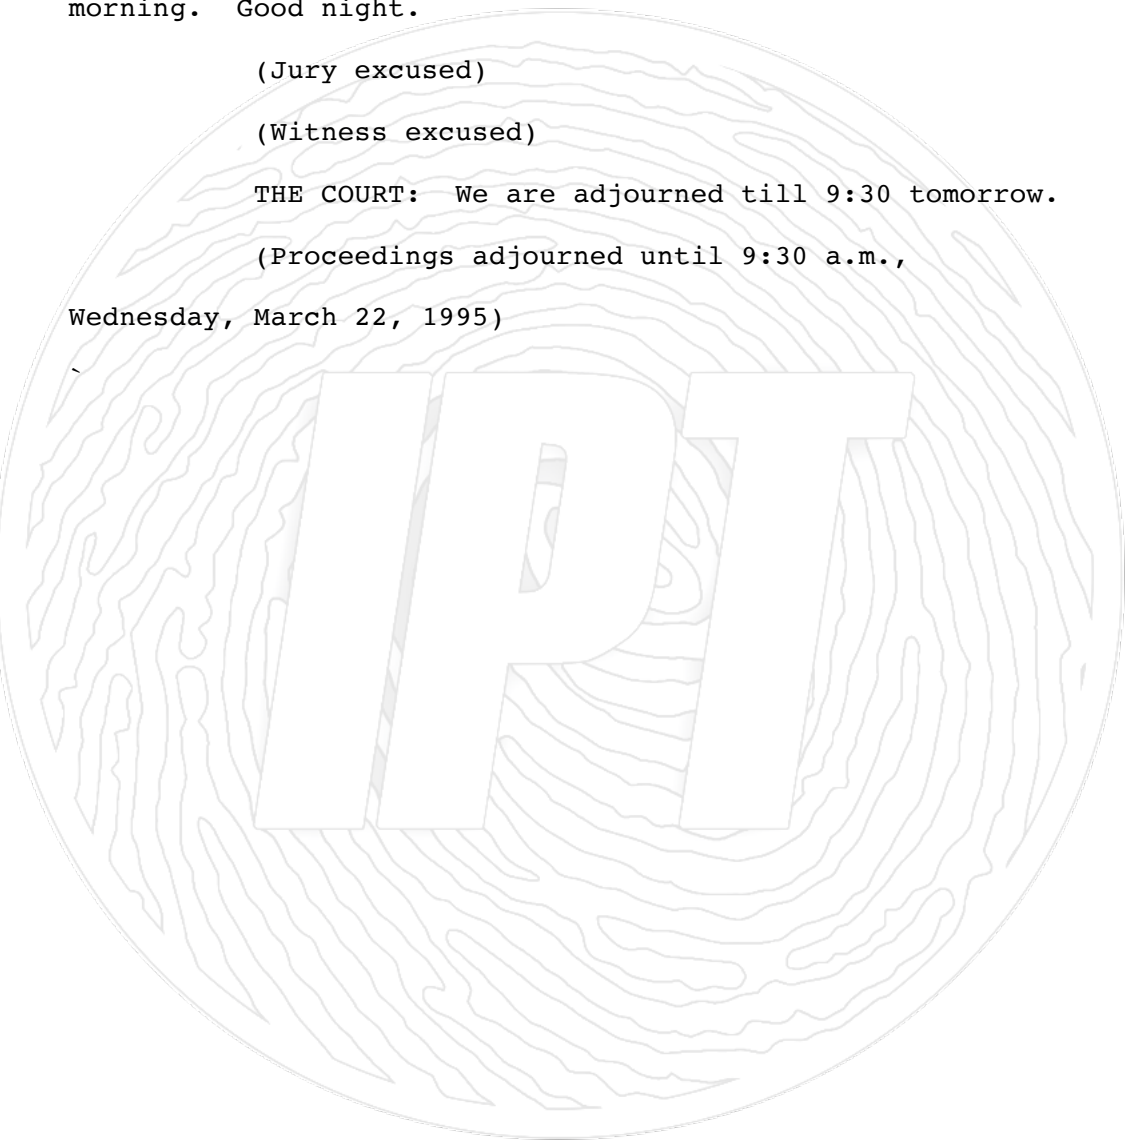 morning.  Good night.
(Jury excused)
(Witness excused)
THE COURT:  We are adjourned till 9:30 tomorrow.
(Proceedings adjourned until 9:30 a.m.,
Wednesday, March 22, 1995)
`
IPT